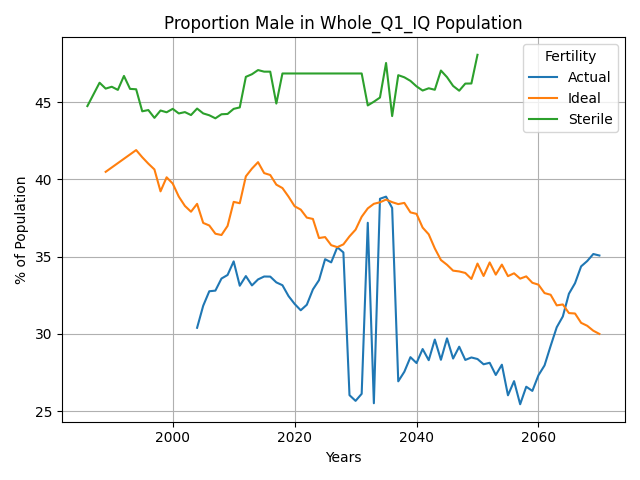 Proportion Male in Whole_Q1_IQ Population
Fertility
Actual
Ideal
Sterile
% of Population
45
40
35
30
25
2000
2020
2040
2060
Years